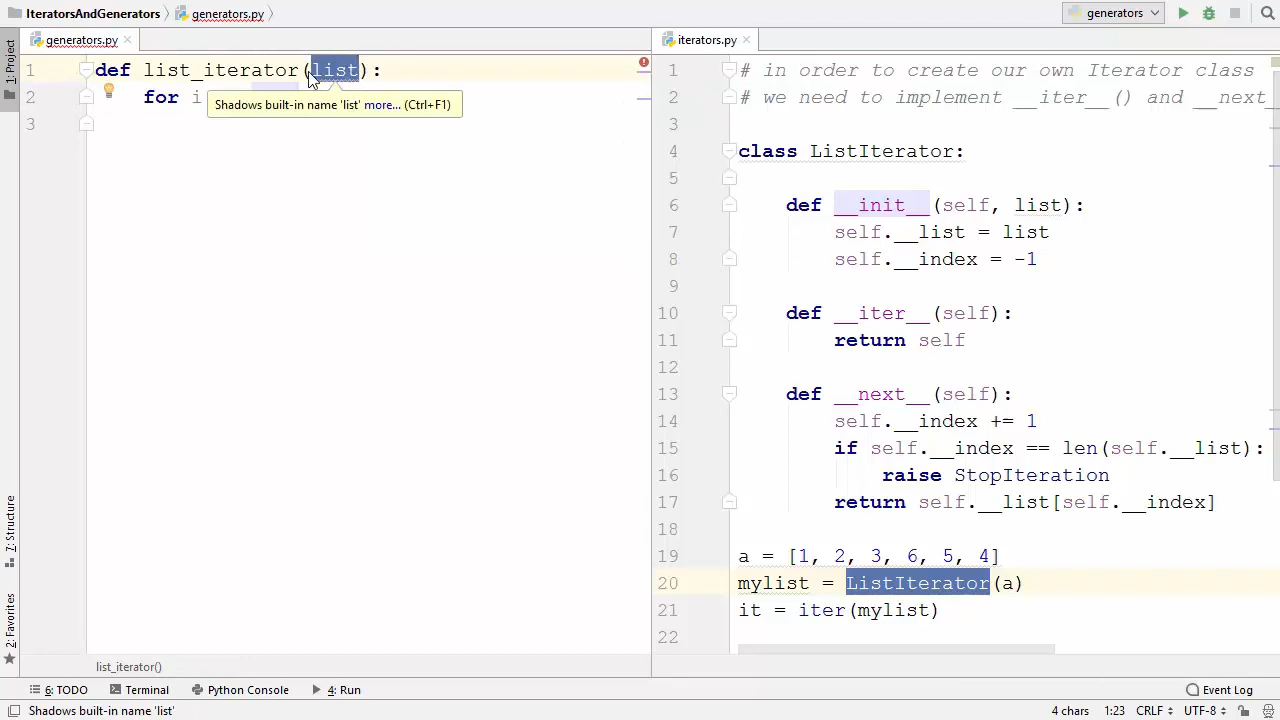 IteratorsAndGenerators
generators.py
generators
1: Project
generators.py
iterators.py
1 def list_iterator(list):
2 for i
3
Shadows built-in name 'list' more... (Ctrl+F1)
1 # in order to create our own Iterator class
2 # we need to implement __iter__() and __next_
3
4 class ListIterator:
5
6 def __init__(self, list):
7 self.__list = list
8 self.__index = -1
9
10 def __iter__(self):
11 return self
12
13 def __next__(self):
14 self.__index += 1
15 if self.__index == len(self.__list):
16 raise StopIteration
17 return self.__list[self.__index]
18
19 a = [1, 2, 3, 6, 5, 4]
20 mylist = ListIterator(a)
21 it = iter(mylist)
22
7: Structure
2: Favorites
list_iterator()
6: TODO Terminal Python Console 4: Run Event Log
Shadows built-in name 'list' 4 chars 1:23 CRLF UTF-8